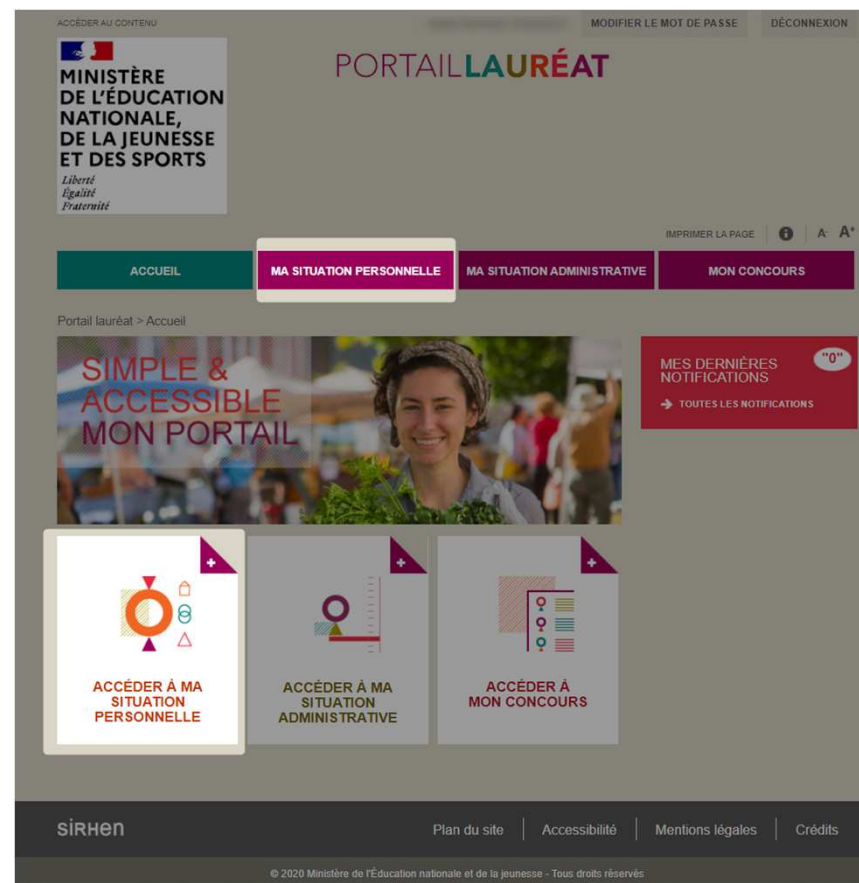 ACCÉDER AU CONTENU
MODIFIER LE MOT DE PASSE
DÉCONNEXION
MINISTÈRE
DE L'ÉDUCATION
NATIONALE,
DE LA JEUNESSE
ET DES SPORTS
Liberté
Égalité
Fraternité
PORTAILLAURÉAT
IMPRIMER LA PAGE
A-
A+
ACCUEIL
MA SITUATION PERSONNELLE
MA SITUATION ADMINISTRATIVE
MON CONCOURS
Portail lauréat > Accueil
SIMPLE &
ACCESSIBLE
MON PORTAIL
MES DERNIÈRES
NOTIFICATIONS
"0"
TOUTES LES NOTIFICATIONS
ACCÉDER À MA
SITUATION
PERSONNELLE
ACCÉDER À MA
SITUATION
ADMINISTRATIVE
ACCÉDER À
MON CONCOURS
SIRHEN
Plan du site
Accessibilité
Mentions légales
Crédits
© 2020 Ministère de l'Éducation nationale et de la jeunesse - Tous droits réservés